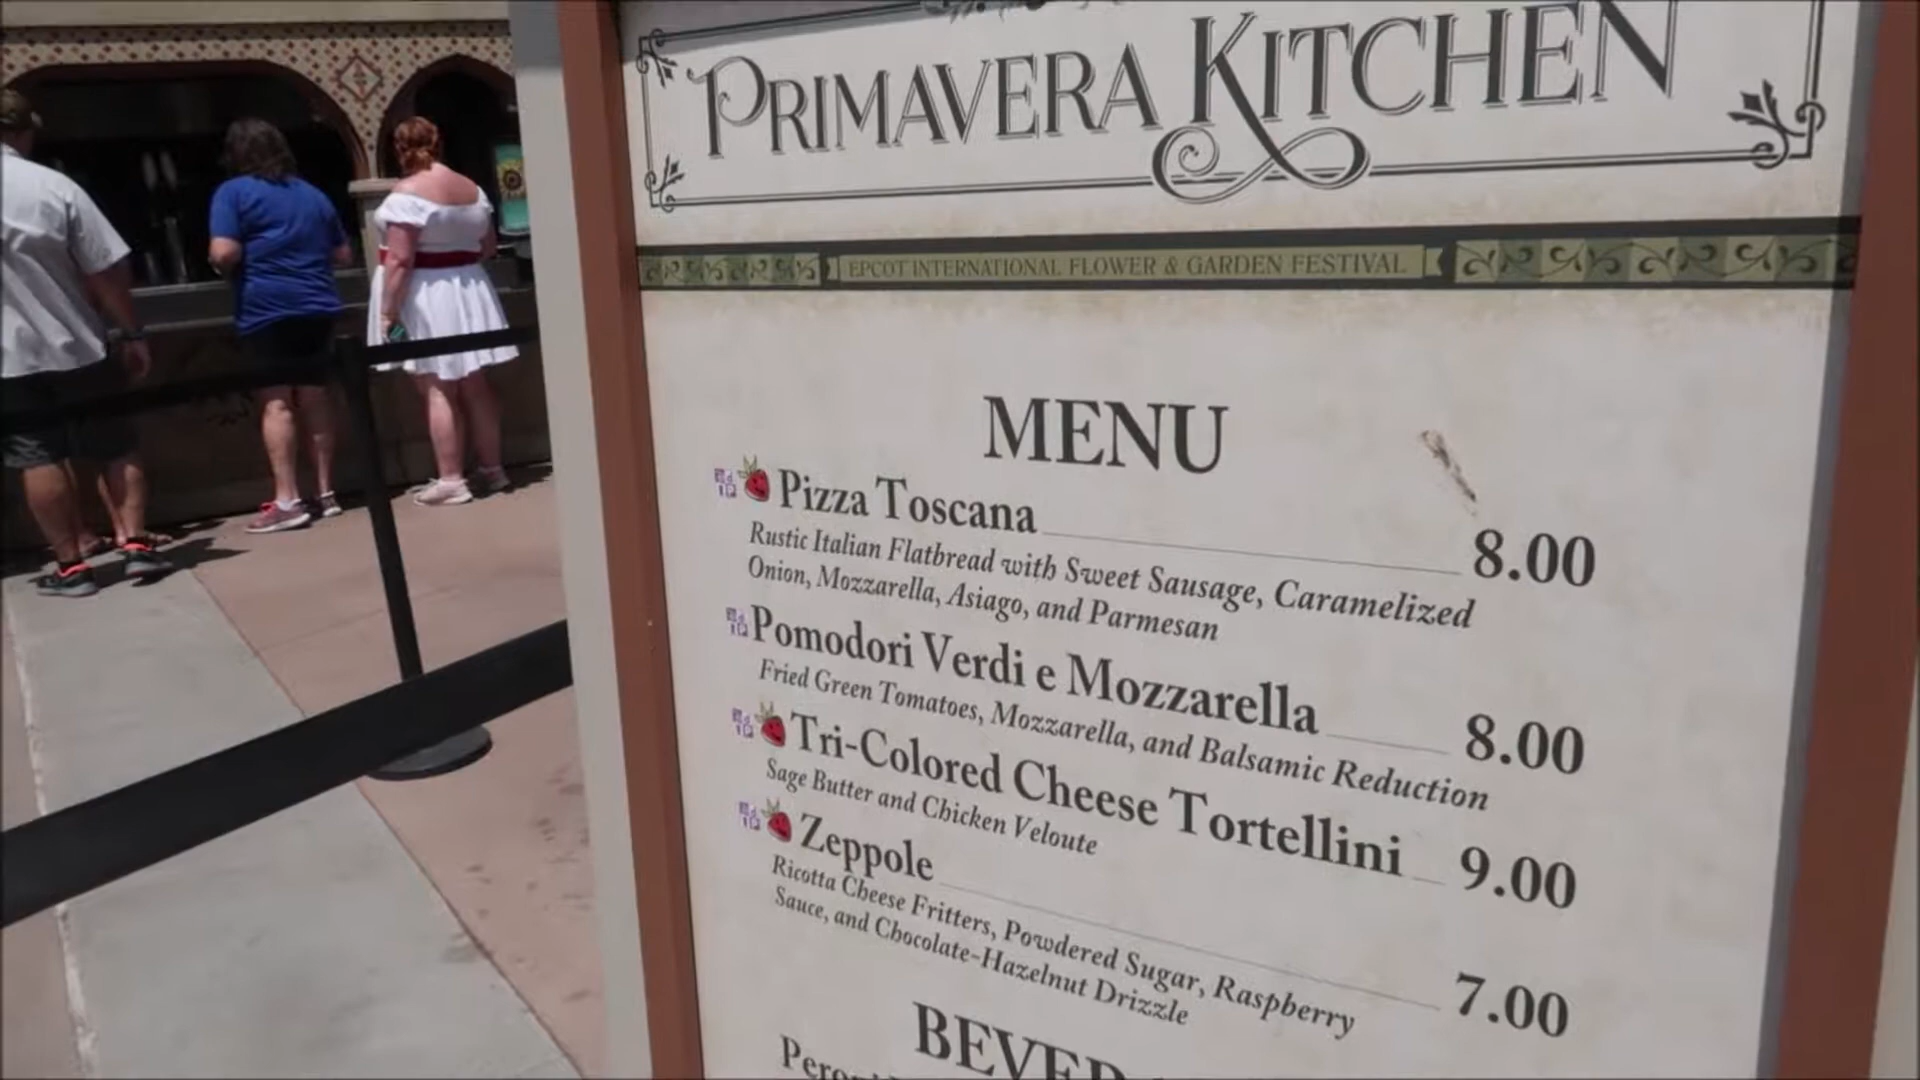 PRIMAVERA KITCHEN
EPCOT INTERNATIONAL FLOWER & GARDEN FESTIVAL
MENU
Pizza Toscana 8.00
Rustic Italian Flatbread with Sweet Sausage, Caramelized
Onion, Mozzarella, Asiago, and Parmesan
Pomodori Verdi e Mozzarella 8.00
Fried Green Tomatoes, Mozzarella, and Balsamic Reduction
Tri-Colored Cheese Tortellini 9.00
Sage Butter and Chicken Veloute
Zeppole 7.00
Ricotta Cheese Fritters, Powdered Sugar, Raspberry
Sauce, and Chocolate-Hazelnut Drizzle